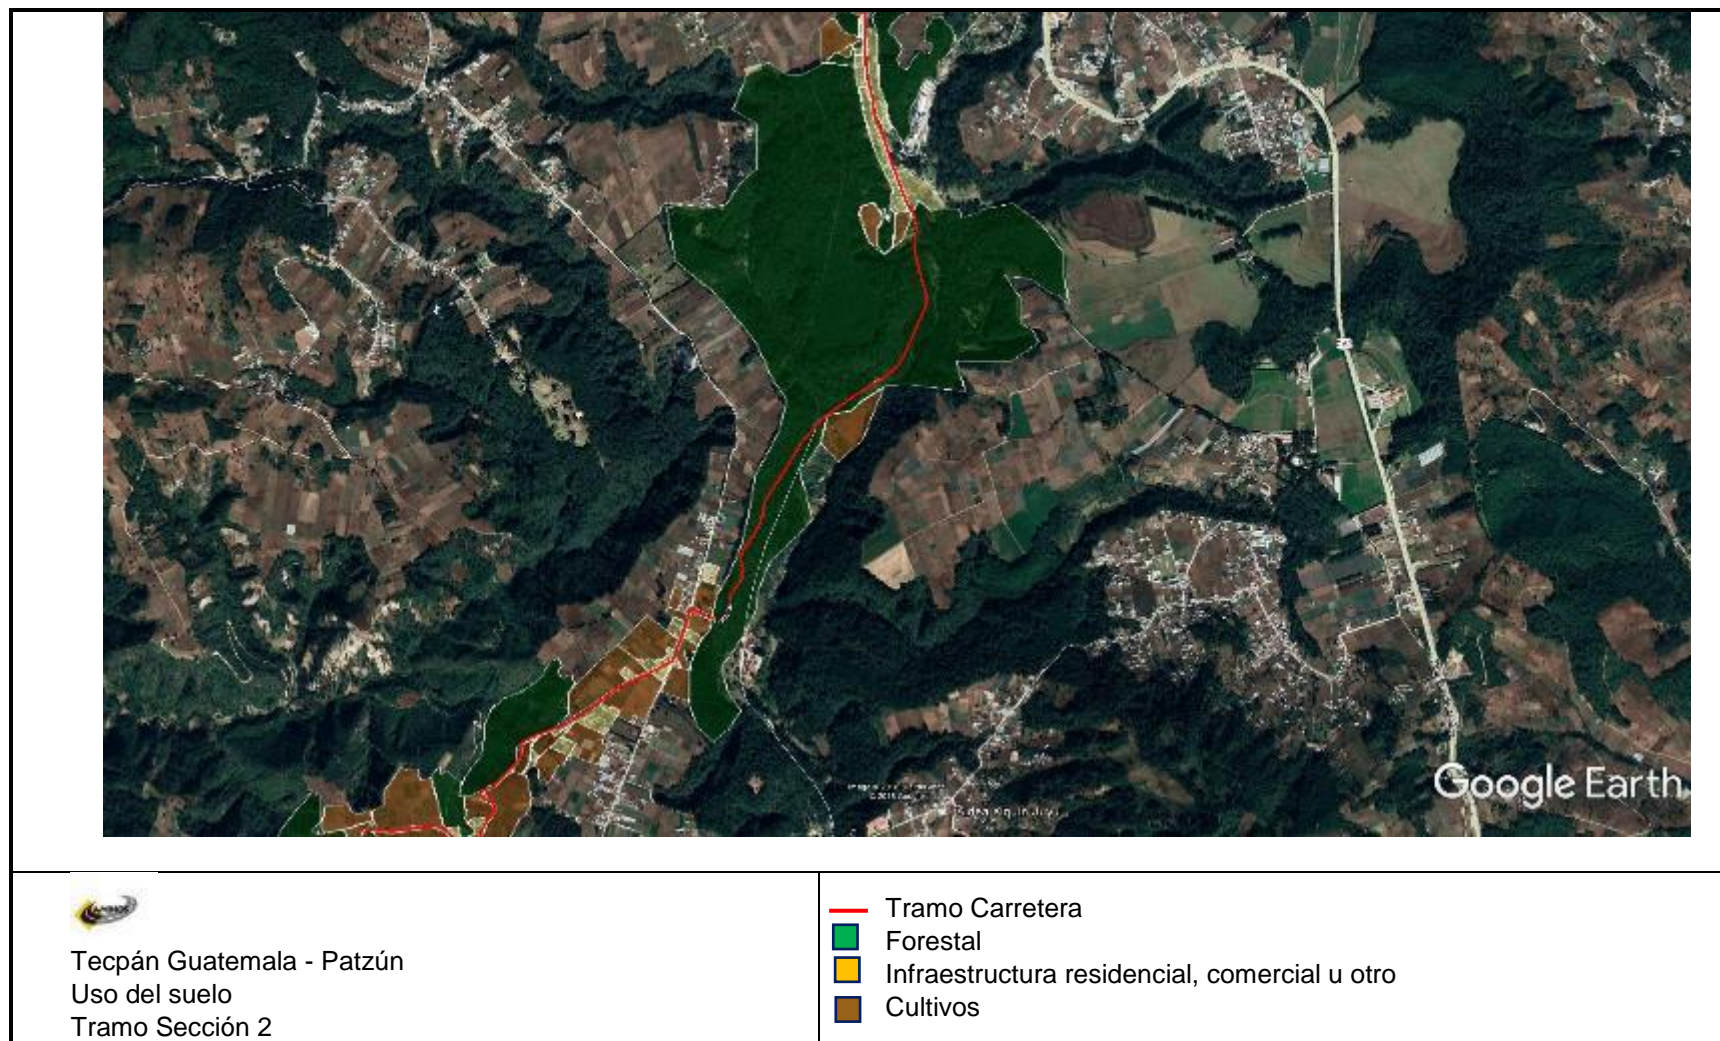 Google Earth
Tecpán Guatemala - Patzún
Uso del suelo
Tramo Sección 2
Tramo Carretera
Forestal
Infraestructura residencial, comercial u otro
Cultivos